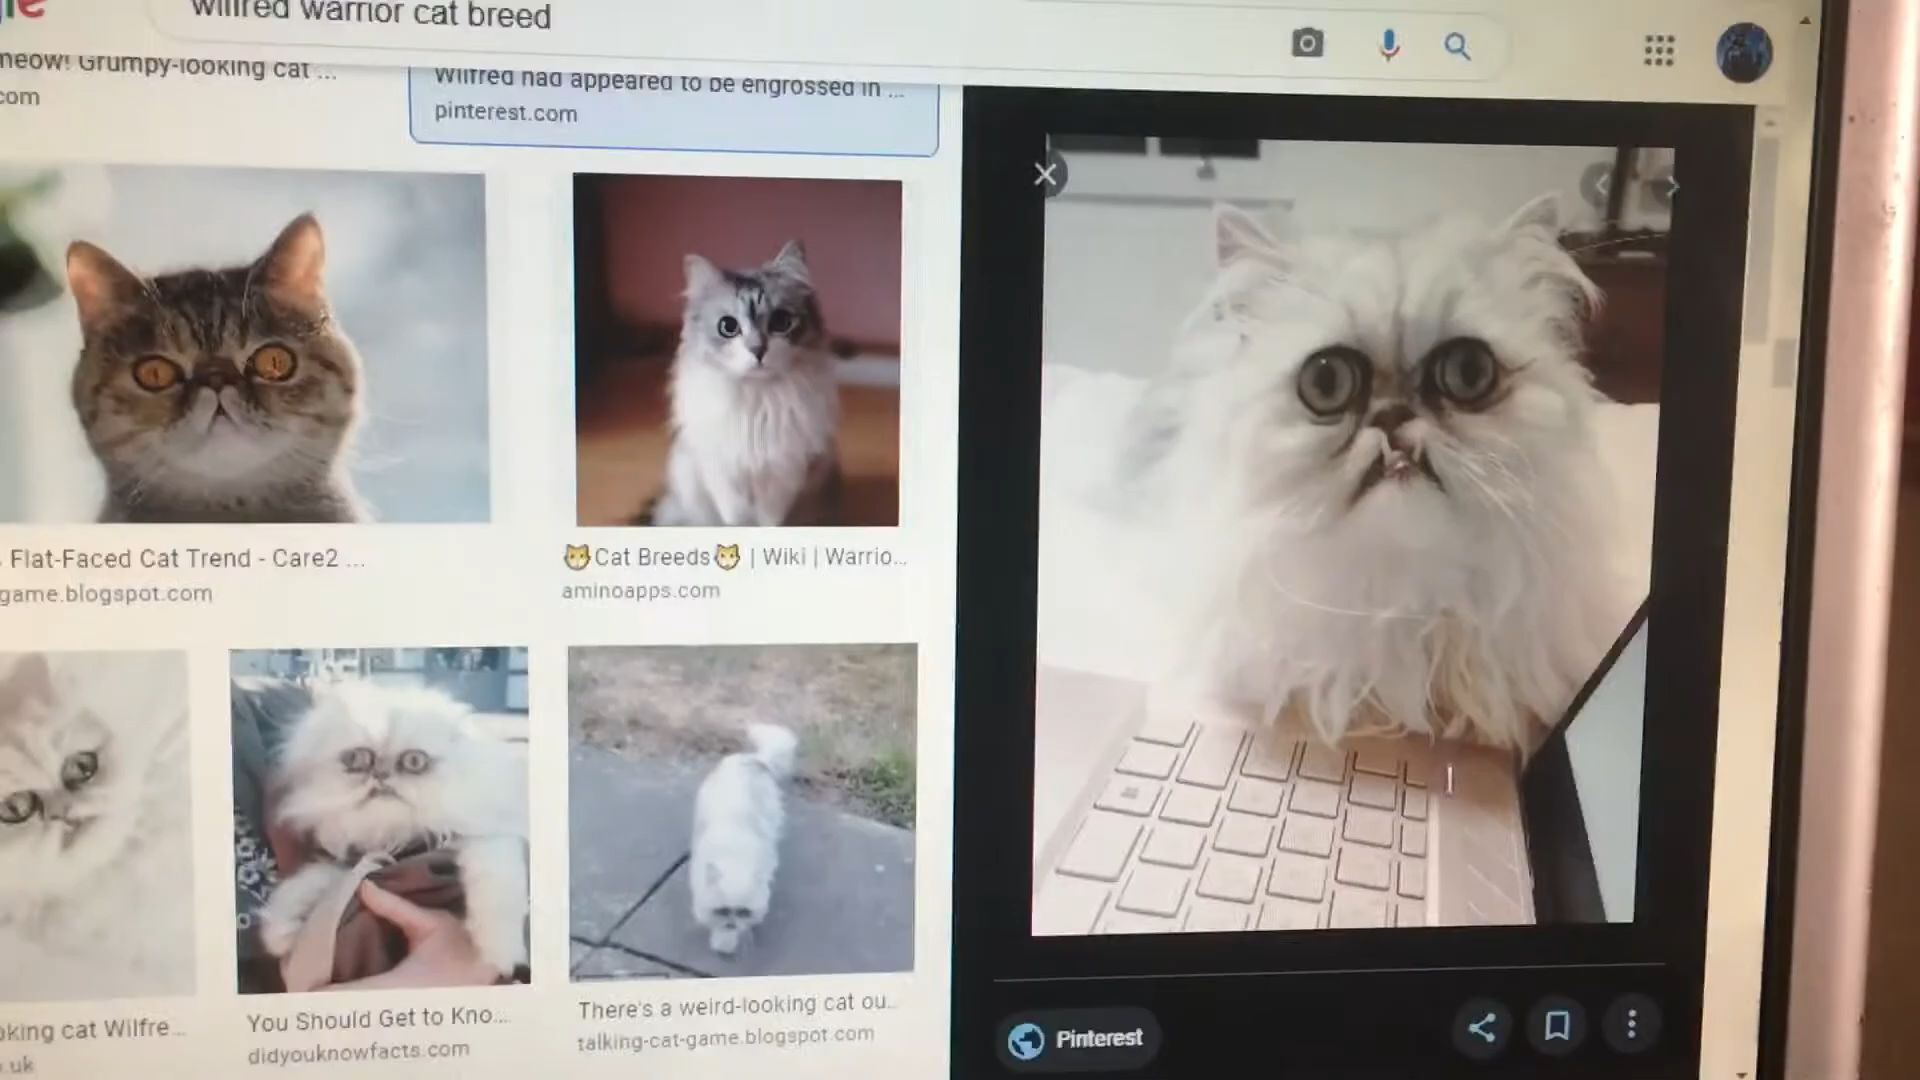 wilfred warrior cat breed
meow! Grumpy-looking cat ...
com
Wilfred had appeared to be engrossed in ...
pinterest.com
Flat-Faced Cat Trend - Care2 ...
game.blogspot.com
Cat Breeds | Wiki | Warrio...
aminoapps.com
oking cat Wilfre...
.uk
You Should Get to Kno...
didyouknowfacts.com
There's a weird-looking cat ou...
talking-cat-game.blogspot.com
Pinterest